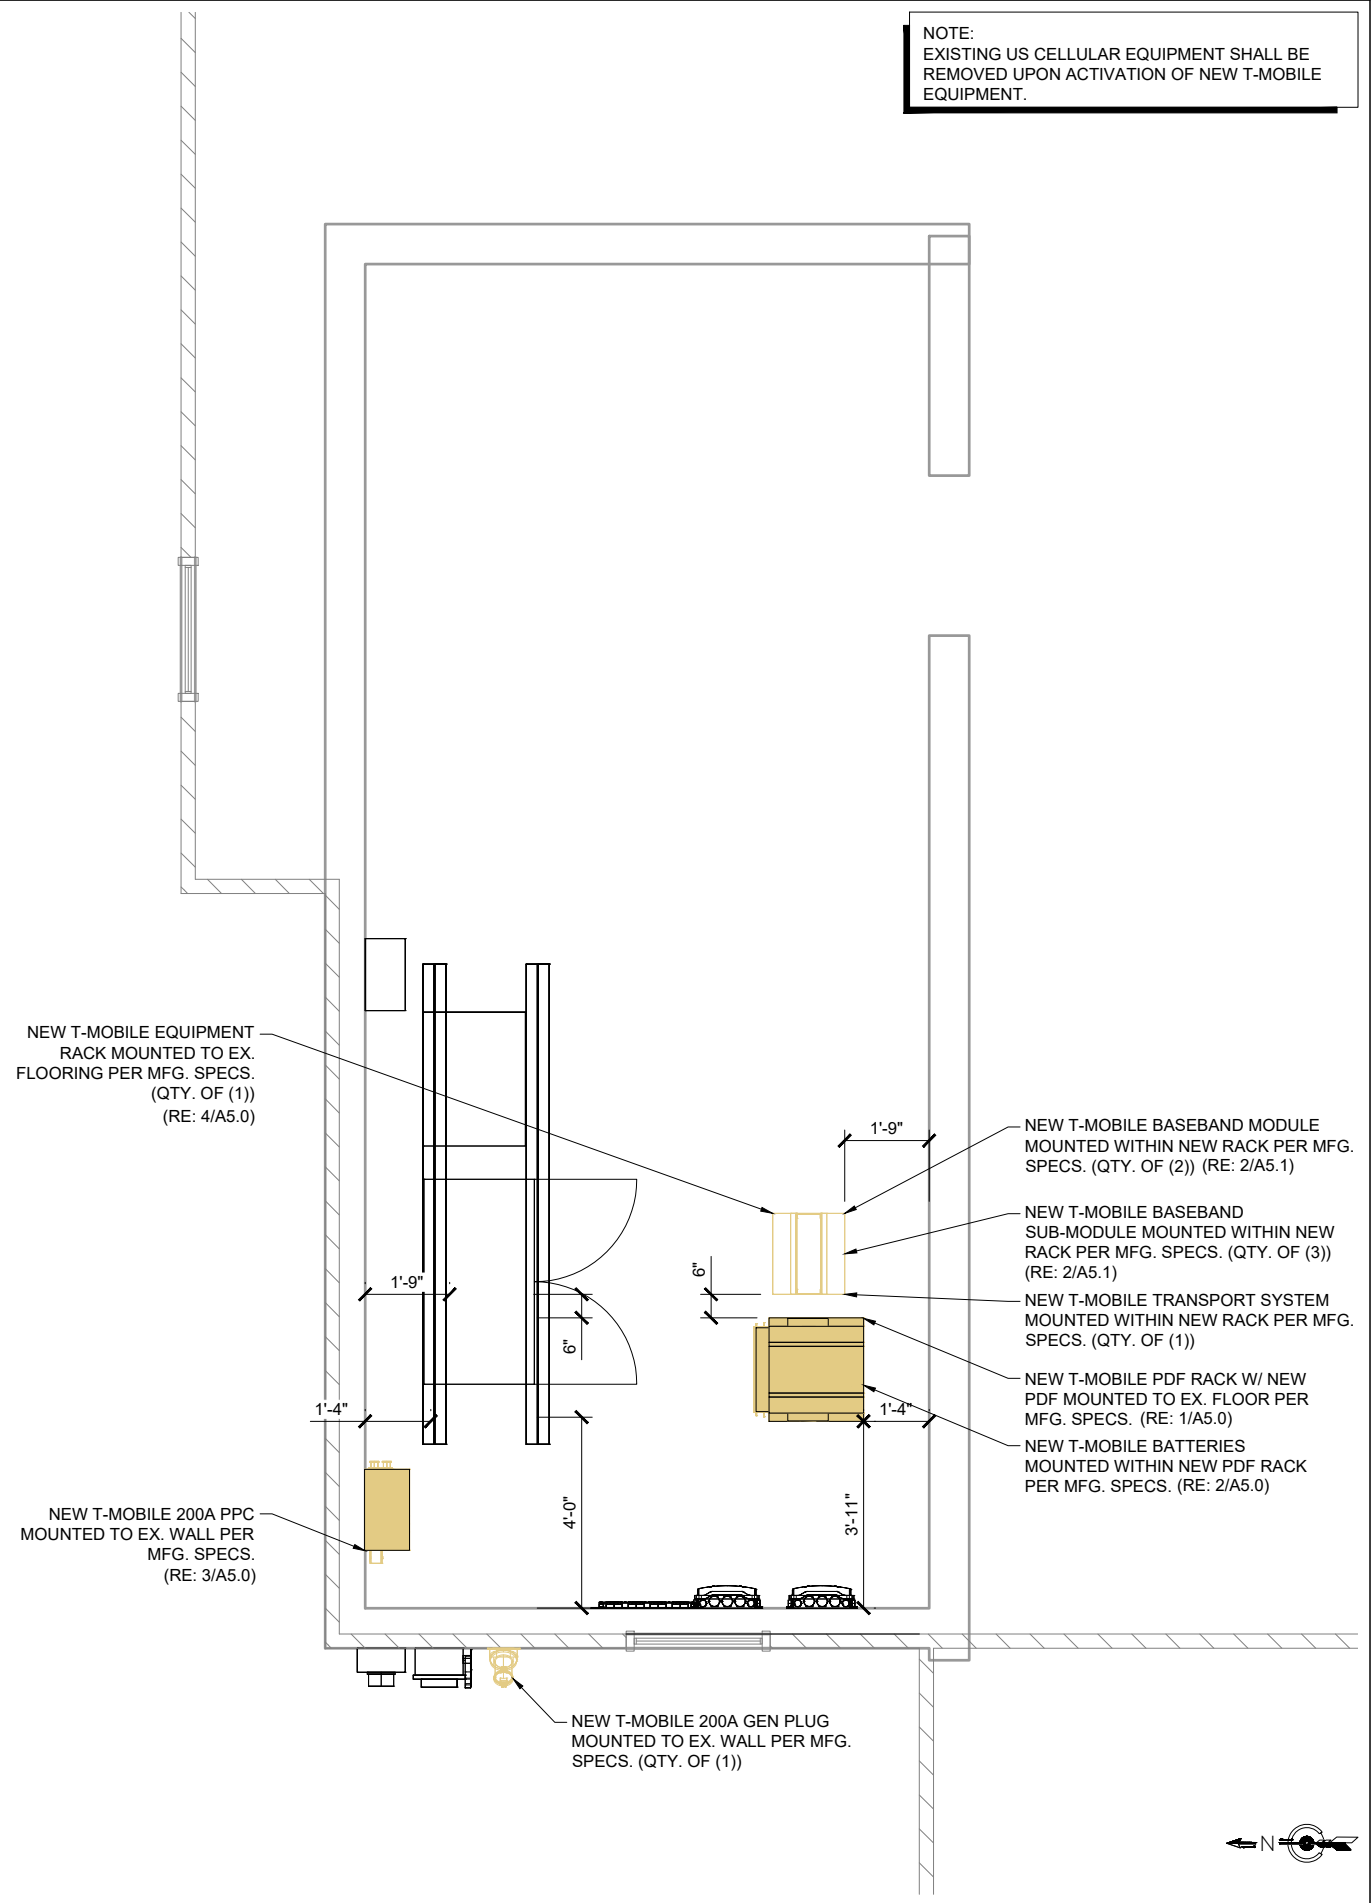 NOTE:
EXISTING US CELLULAR EQUIPMENT SHALL BE
REMOVED UPON ACTIVATION OF NEW T-MOBILE
EQUIPMENT.
NEW T-MOBILE EQUIPMENT
RACK MOUNTED TO EX.
FLOORING PER MFG. SPECS.
(QTY. OF (1))
(RE: 4/A5.0)
1'-9"
NEW T-MOBILE BASEBAND MODULE
MOUNTED WITHIN NEW RACK PER MFG.
SPECS. (QTY. OF (2)) (RE: 2/A5.1)
NEW T-MOBILE BASEBAND
SUB-MODULE MOUNTED WITHIN NEW
RACK PER MFG. SPECS. (QTY. OF (3))
(RE: 2/A5.1)
1'-9"
6"
6"
NEW T-MOBILE TRANSPORT SYSTEM
MOUNTED WITHIN NEW RACK PER MFG.
SPECS. (QTY. OF (1))
NEW T-MOBILE PDF RACK W/ NEW
PDF MOUNTED TO EX. FLOOR PER
MFG. SPECS. (RE: 1/A5.0)
1'-4"
1'-4"
NEW T-MOBILE BATTERIES
MOUNTED WITHIN NEW PDF RACK
PER MFG. SPECS. (RE: 2/A5.0)
4'-0"
3'-11"
NEW T-MOBILE 200A PPC
MOUNTED TO EX. WALL PER
MFG. SPECS.
(RE: 3/A5.0)
NEW T-MOBILE 200A GEN PLUG
MOUNTED TO EX. WALL PER MFG.
SPECS. (QTY. OF (1))
N